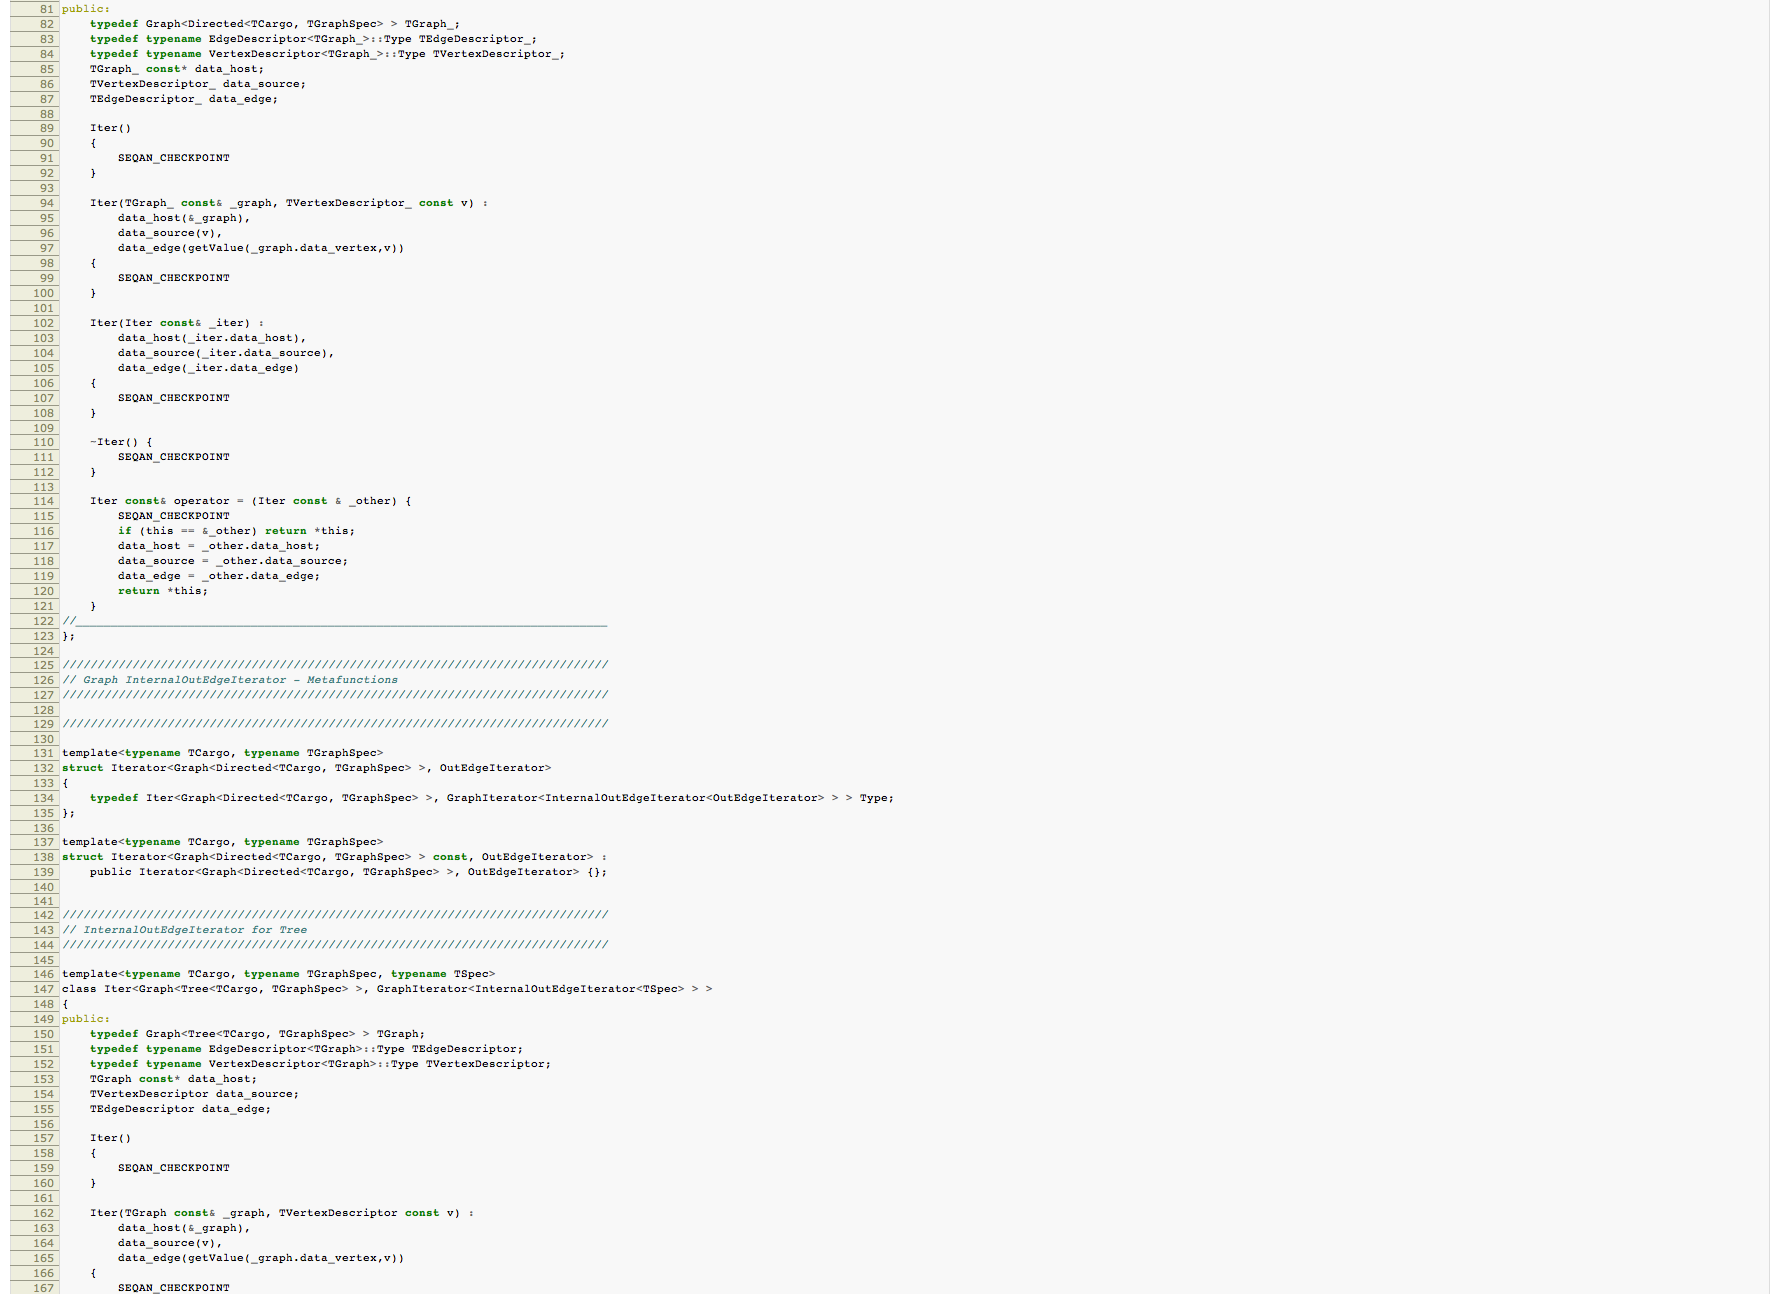 81 public:
82     typedef Graph<Directed<TCargo, TGraphSpec> > TGraph_;
83     typedef typename EdgeDescriptor<TGraph_>::Type TEdgeDescriptor_;
84     typedef typename VertexDescriptor<TGraph_>::Type TVertexDescriptor_;
85     TGraph_ const* data_host;
86     TVertexDescriptor_ data_source;
87     TEdgeDescriptor_ data_edge;
88
89     Iter()
90     {
91         SEQAN_CHECKPOINT
92     }
93
94     Iter(TGraph_ const& _graph, TVertexDescriptor_ const v) :
95         data_host(&_graph),
96         data_source(v),
97         data_edge(getValue(_graph.data_vertex,v))
98     {
99         SEQAN_CHECKPOINT
100     }
101
102     Iter(Iter const& _iter) :
103         data_host(_iter.data_host),
104         data_source(_iter.data_source),
105         data_edge(_iter.data_edge)
106     {
107         SEQAN_CHECKPOINT
108     }
109
110     ~Iter() {
111         SEQAN_CHECKPOINT
112     }
113
114     Iter const& operator = (Iter const & _other) {
115         SEQAN_CHECKPOINT
116         if (this == &_other) return *this;
117         data_host = _other.data_host;
118         data_source = _other.data_source;
119         data_edge = _other.data_edge;
120         return *this;
121     }
122 //____________________________________________________________________________
123 };
124
125 //////////////////////////////////////////////////////////////////////////////
126 // Graph InternalOutEdgeIterator - Metafunctions
127 //////////////////////////////////////////////////////////////////////////////
128
129 //////////////////////////////////////////////////////////////////////////////
130
131 template<typename TCargo, typename TGraphSpec>
132 struct Iterator<Graph<Directed<TCargo, TGraphSpec> >, OutEdgeIterator>
133 {
134     typedef Iter<Graph<Directed<TCargo, TGraphSpec> >, GraphIterator<InternalOutEdgeIterator<OutEdgeIterator> > > Type;
135 };
136
137 template<typename TCargo, typename TGraphSpec>
138 struct Iterator<Graph<Directed<TCargo, TGraphSpec> > const, OutEdgeIterator> :
139     public Iterator<Graph<Directed<TCargo, TGraphSpec> >, OutEdgeIterator> {};
140
141
142 //////////////////////////////////////////////////////////////////////////////
143 // InternalOutEdgeIterator for Tree
144 //////////////////////////////////////////////////////////////////////////////
145
146 template<typename TCargo, typename TGraphSpec, typename TSpec>
147 class Iter<Graph<Tree<TCargo, TGraphSpec> >, GraphIterator<InternalOutEdgeIterator<TSpec> > >
148 {
149 public:
150     typedef Graph<Tree<TCargo, TGraphSpec> > TGraph;
151     typedef typename EdgeDescriptor<TGraph>::Type TEdgeDescriptor;
152     typedef typename VertexDescriptor<TGraph>::Type TVertexDescriptor;
153     TGraph const* data_host;
154     TVertexDescriptor data_source;
155     TEdgeDescriptor data_edge;
156
157     Iter()
158     {
159         SEQAN_CHECKPOINT
160     }
161
162     Iter(TGraph const& _graph, TVertexDescriptor const v) :
163         data_host(&_graph),
164         data_source(v),
165         data_edge(getValue(_graph.data_vertex,v))
166     {
167         SEQAN_CHECKPOINT